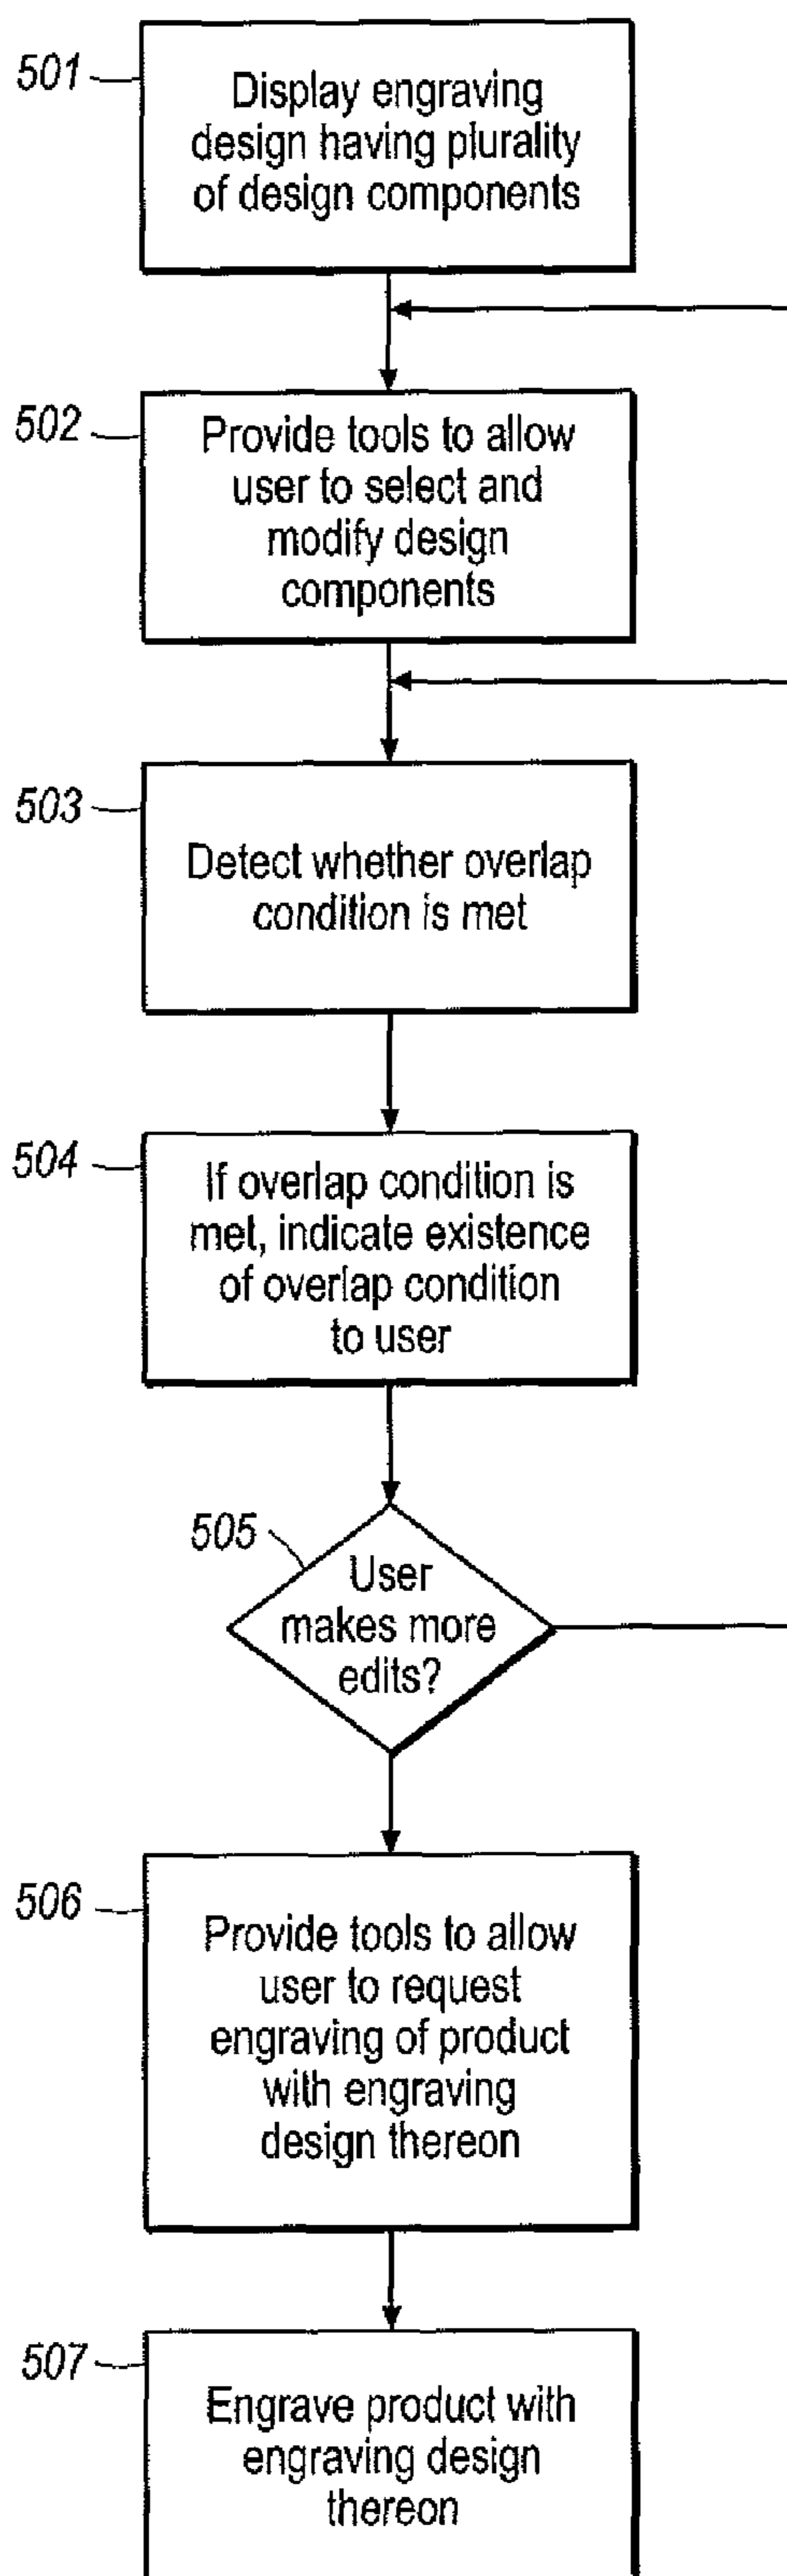 501
Display engraving
design having plurality
of design components
502
Provide tools to allow
user to select and
modify design
components
503
Detect whether overlap
condition is met
504
If overlap condition is
met, indicate existence
of overlap condition
to user
505
User
makes more
edits?
506
Provide tools to allow
user to request
engraving of product
with engraving
design thereon
507
Engrave product with
engraving design
thereon